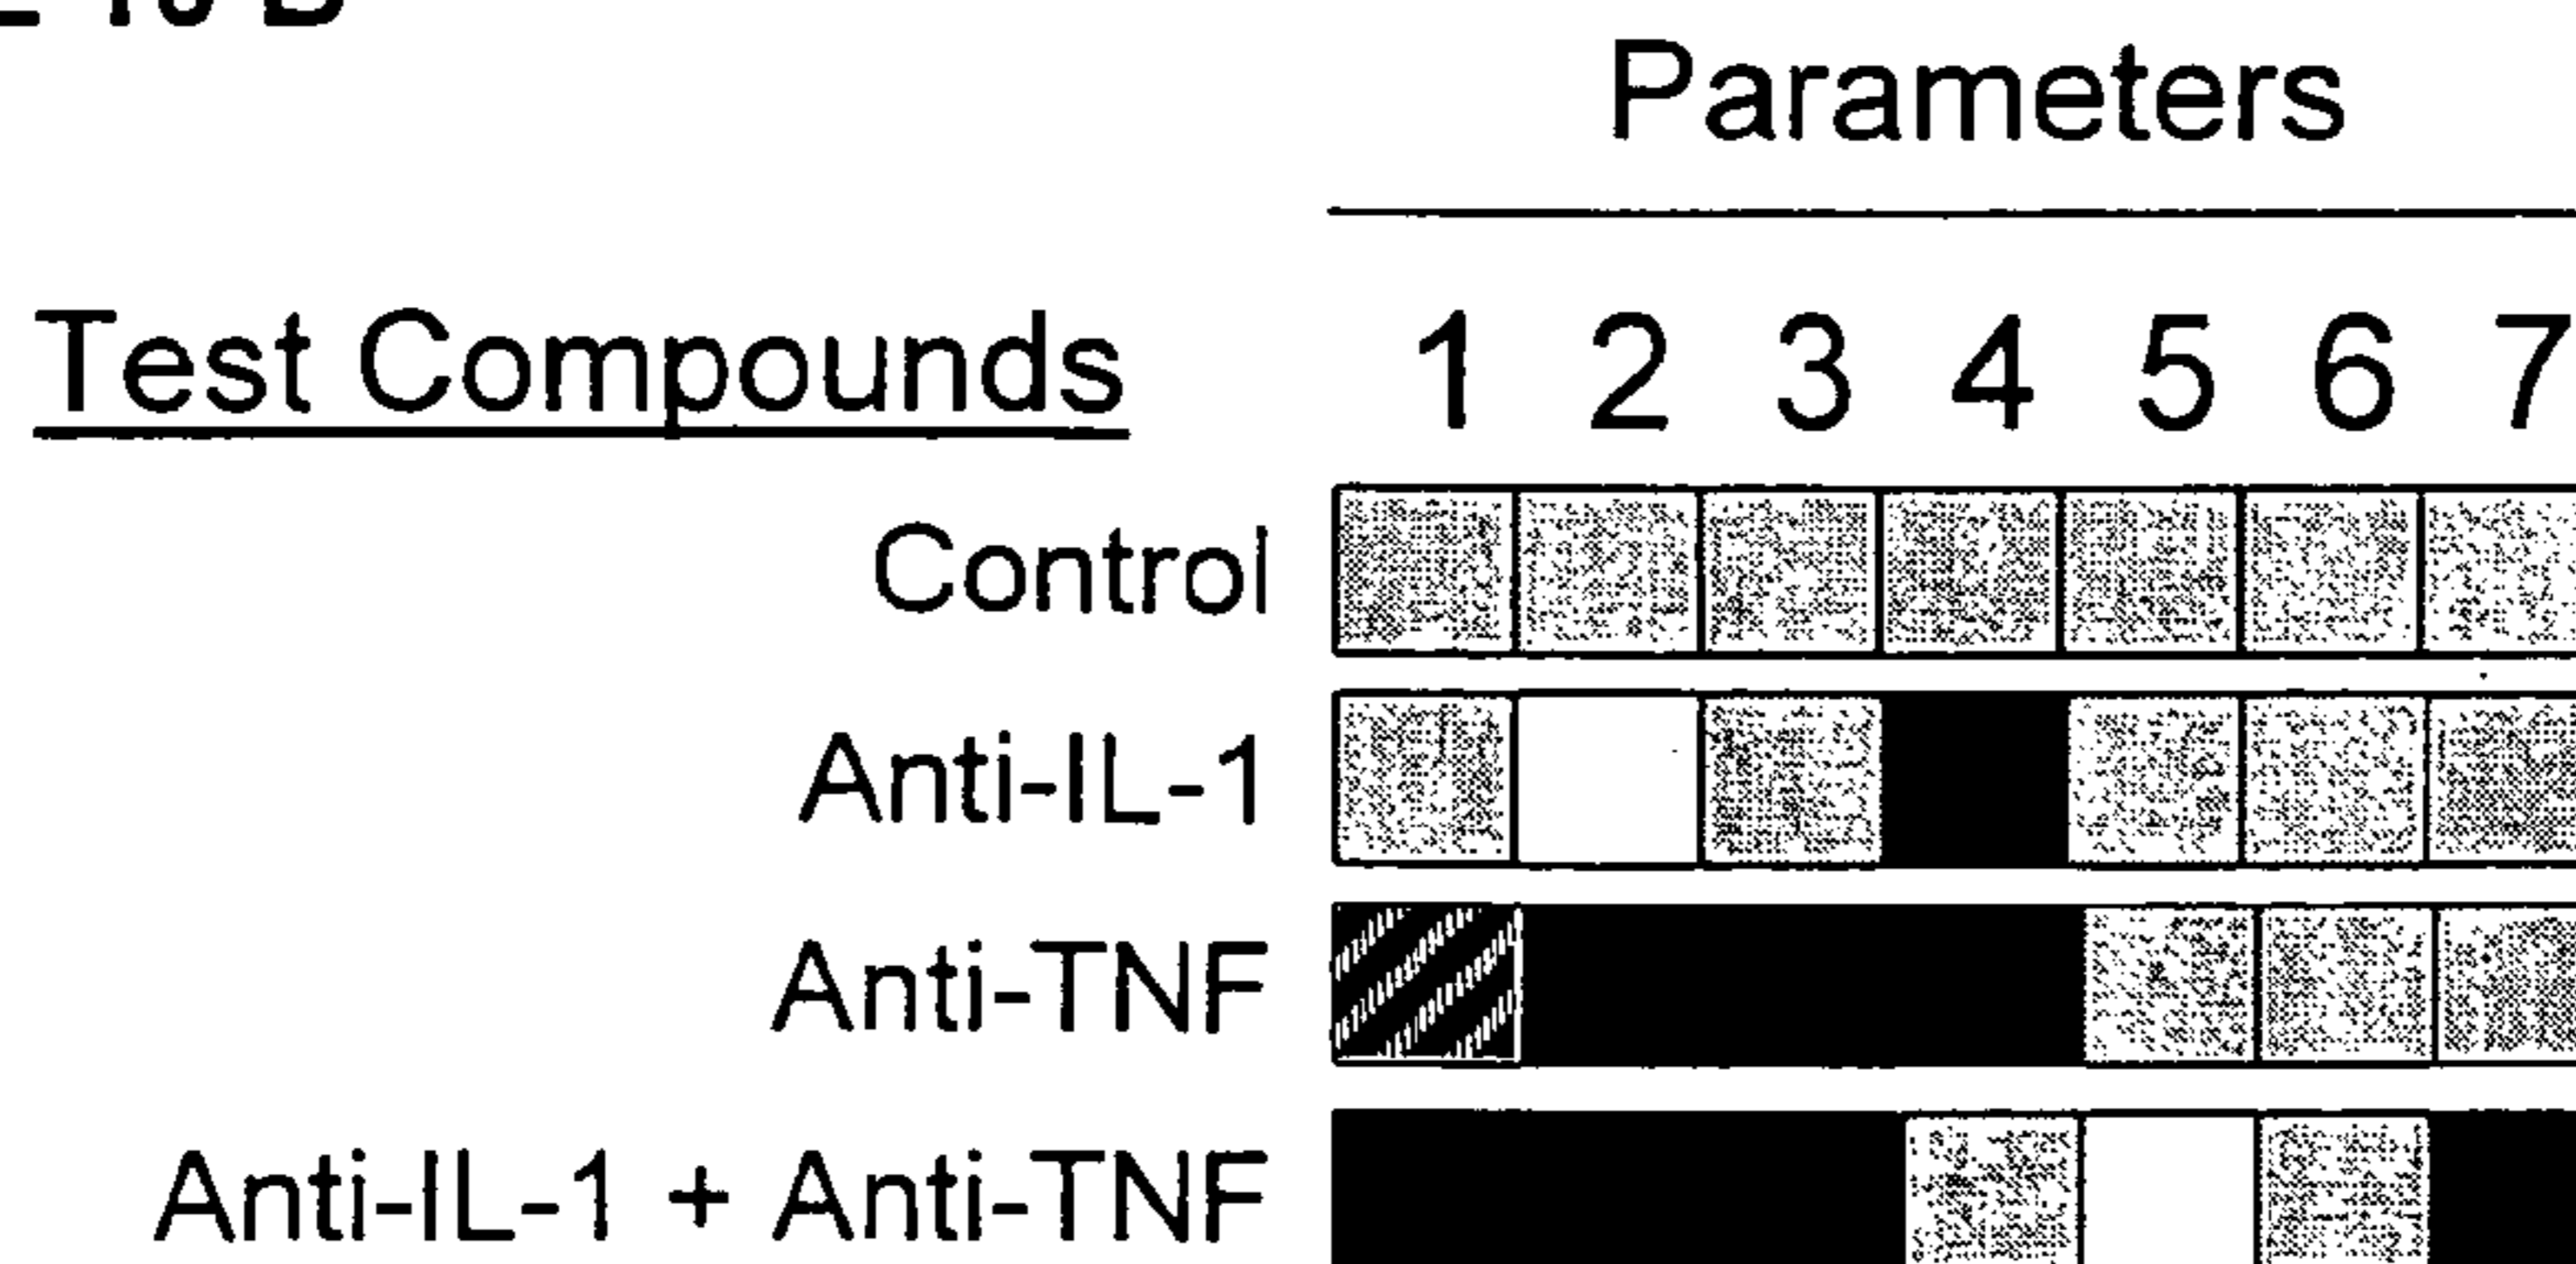 Parameters
Test Compounds 1 2 3 4 5 6 7
Control
Anti-IL-1
Anti-TNF
Anti-IL-1 + Anti-TNF